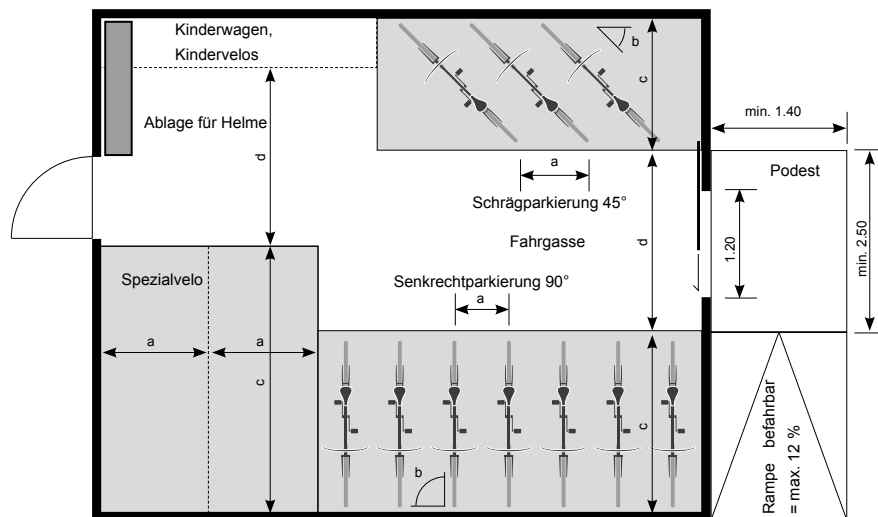 Kinderwagen,
Kindervelos
b
c
min. 1.40
Ablage für Helme
d
a
Podest
Schrägparkierung 45°
Fahrgasse
d
1.20
min. 2.50
Spezialvelo
Senkrechtparkierung 90°
a
a
a
c
c
b
Rampe befahrbar
= max. 12 %